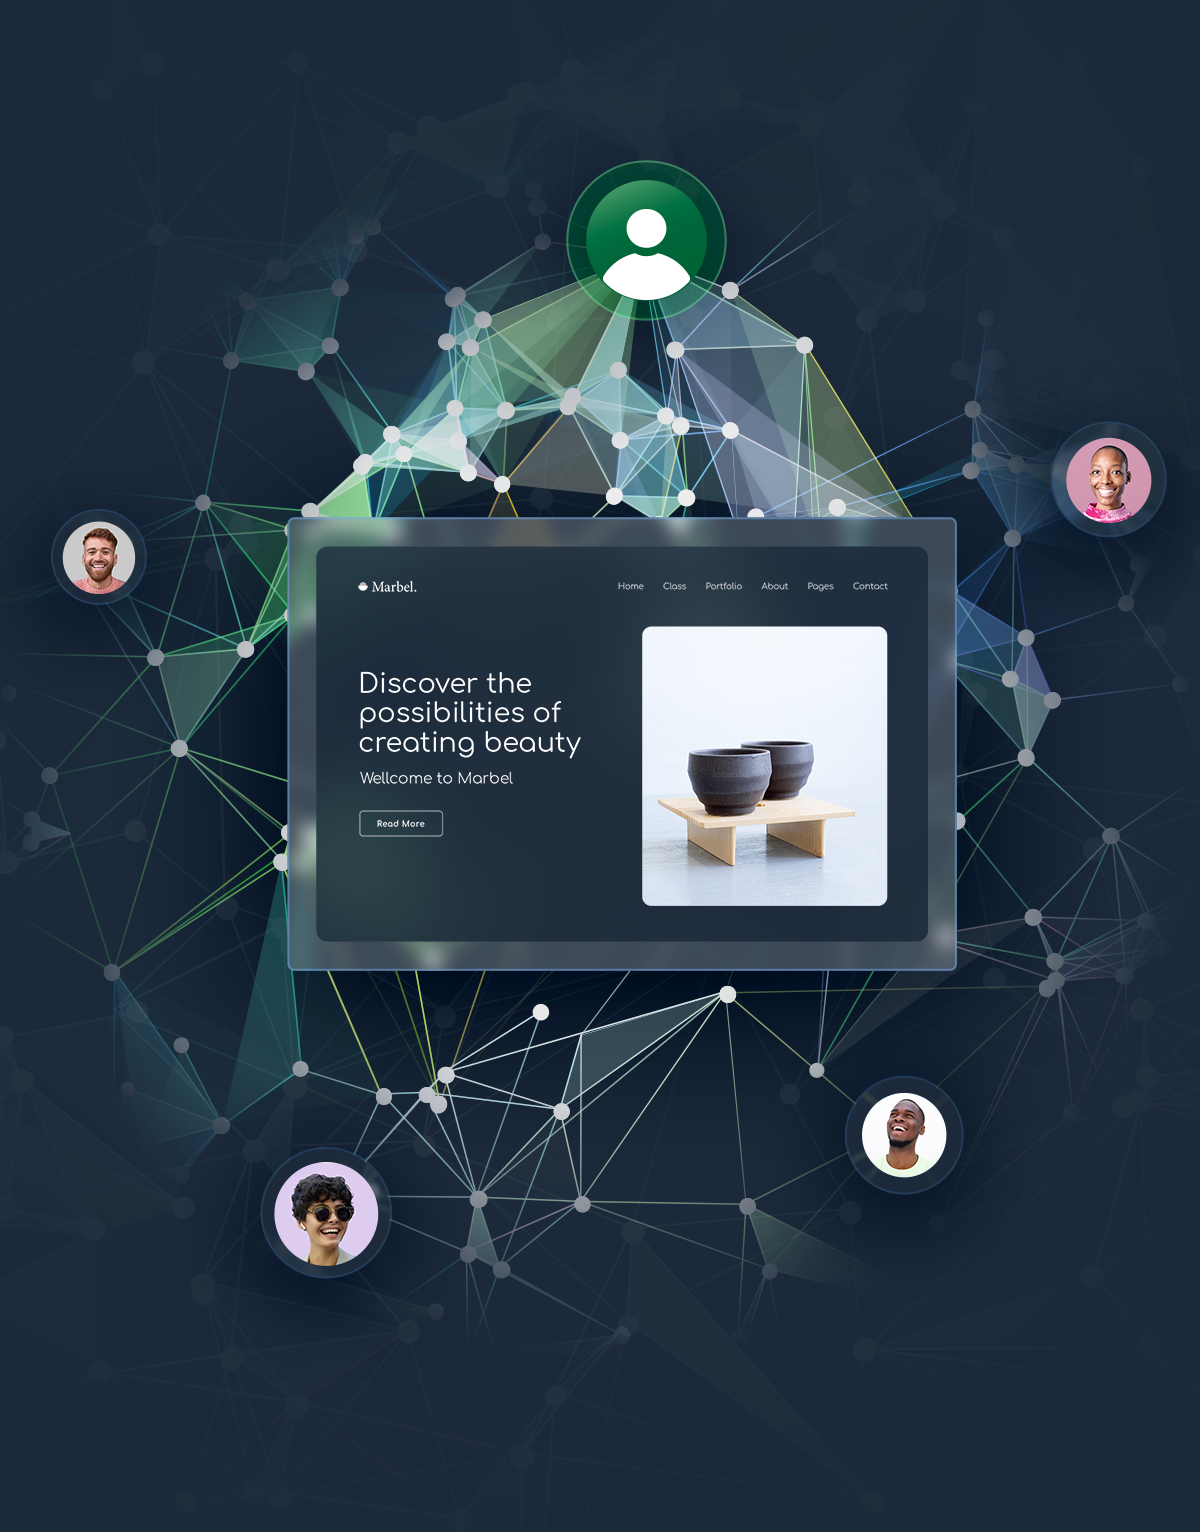 Marbel.
Home Class Portfolio About Pages Contact
Discover the
possibilities of
creating beauty
Wellcome to Marbel
Read More